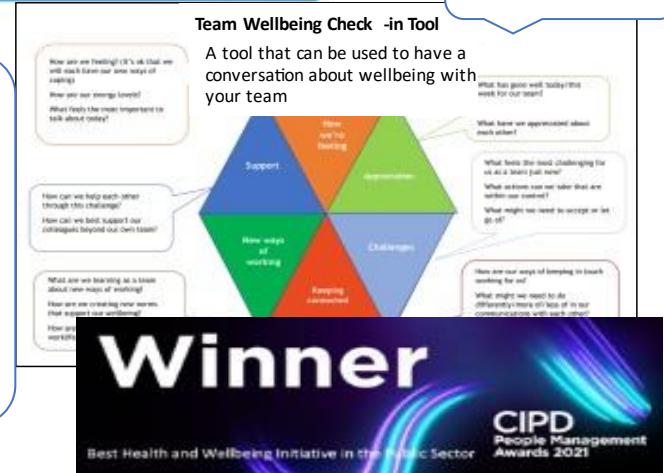 Team Wellbeing Check -in Tool
A tool that can be used to have a
conversation about wellbeing with
your team
How are we feeling? (it's ok that we
will each have our own ways of
coping)
How are our energy levels?
What feels the most important to
talk about today?
What has gone well today/this
week for our team?
What have we appreciated about
each other?
How
we're
feeling
Support
Appreciation
What feels the most challenging for
us as a team just now?
What actions can we take that are
within our control?
What might we need to accept or let
go of?
How can we help each other
through this challenge?
How can we best support our
colleagues beyond our own team?
New ways
of
working
Challenges
Keeping
connected
What are we learning as a team
about new ways of working?
How are we creating new norms
that support our wellbeing?
How are
How are our ways of keeping in touch
working for us?
What might we need to do
differently/more of/less of in our
communications with each other?
Winner
Best Health and Wellbeing Initiative in the Public Sector
CIPD
People Management
Awards 2021